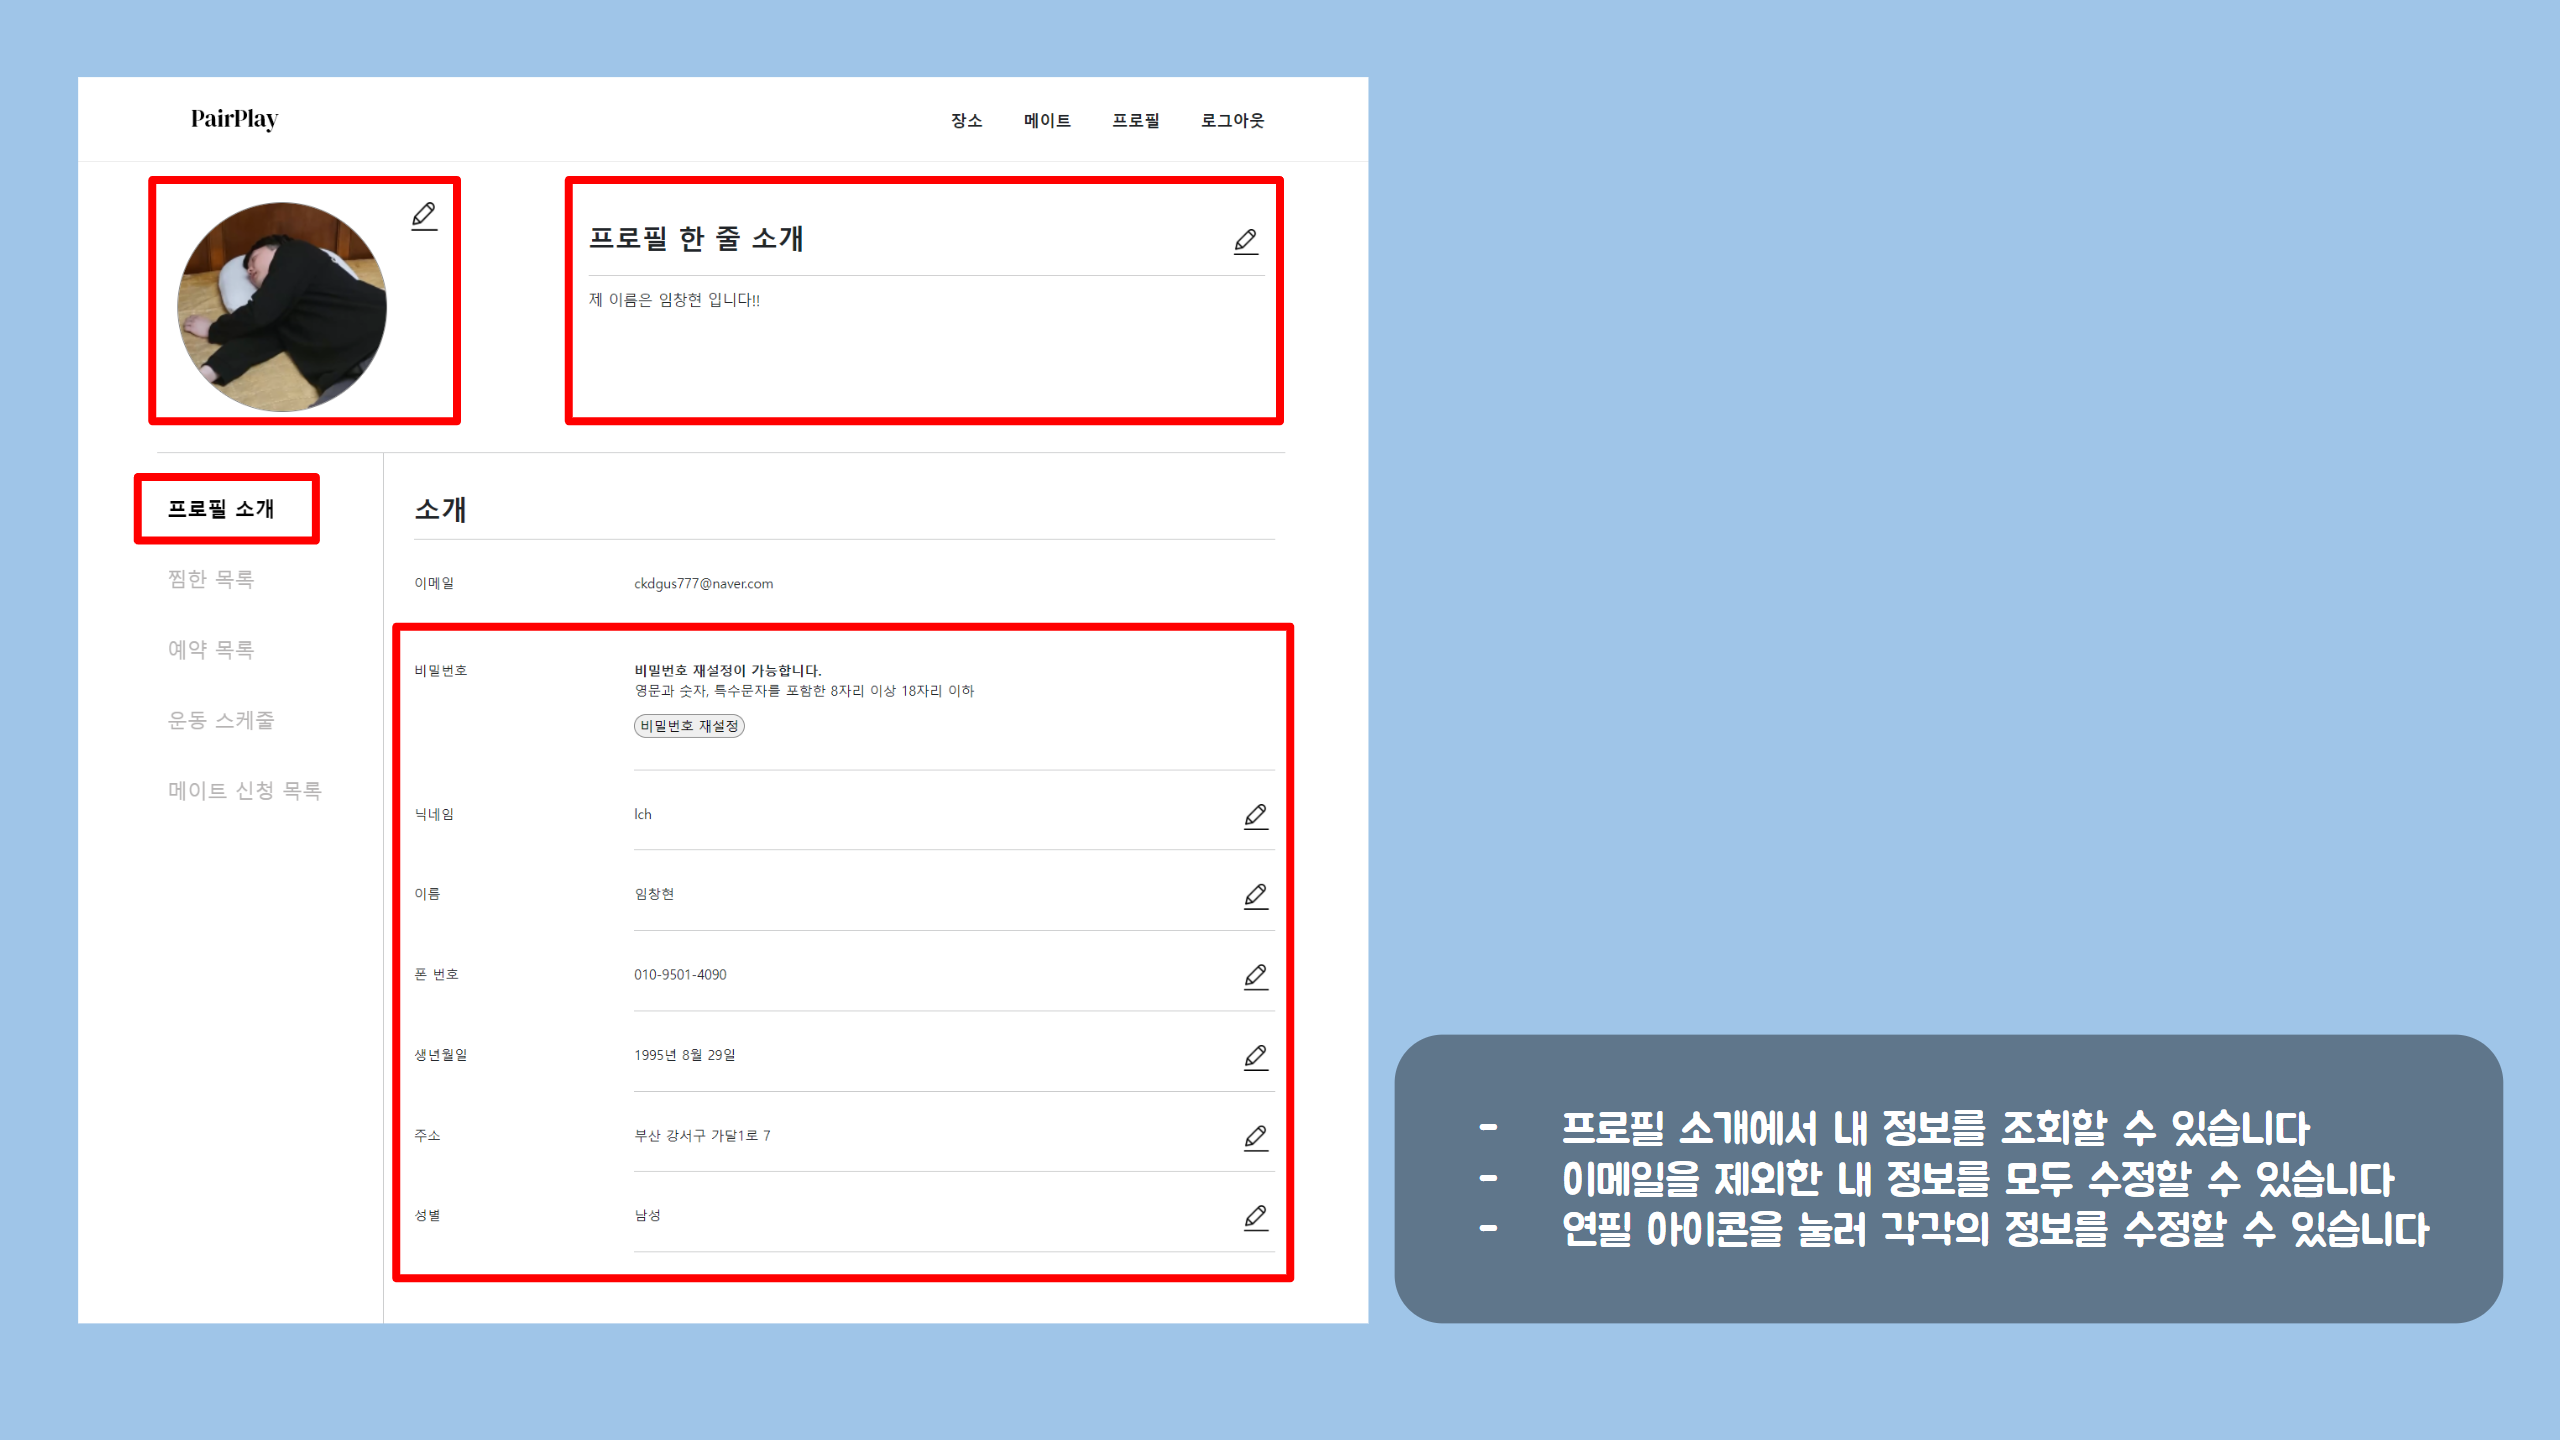 PairPlay
장소 메이트 프로필 로그아웃
프로필 한 줄 소개
제 이름은 임창현 입니다!!
프로필 소개
찜한 목록
예약 목록
운동 스케줄
메이트 신청 목록
소개
이메일 ckdgus777@naver.com
비밀번호 비밀번호 재설정이 가능합니다.
영문과 숫자, 특수문자를 포함한 8자리 이상 18자리 이하
비밀번호 재설정
닉네임 lch
이름 임창현
폰 번호 010-9501-4090
생년월일 1995년 8월 29일
주소 부산 강서구 가달1로 7
성별 남성
- 프로필 소개에서 내 정보를 조회할 수 있습니다
- 이메일을 제외한 내 정보를 모두 수정할 수 있습니다
- 연필 아이콘을 눌러 각각의 정보를 수정할 수 있습니다